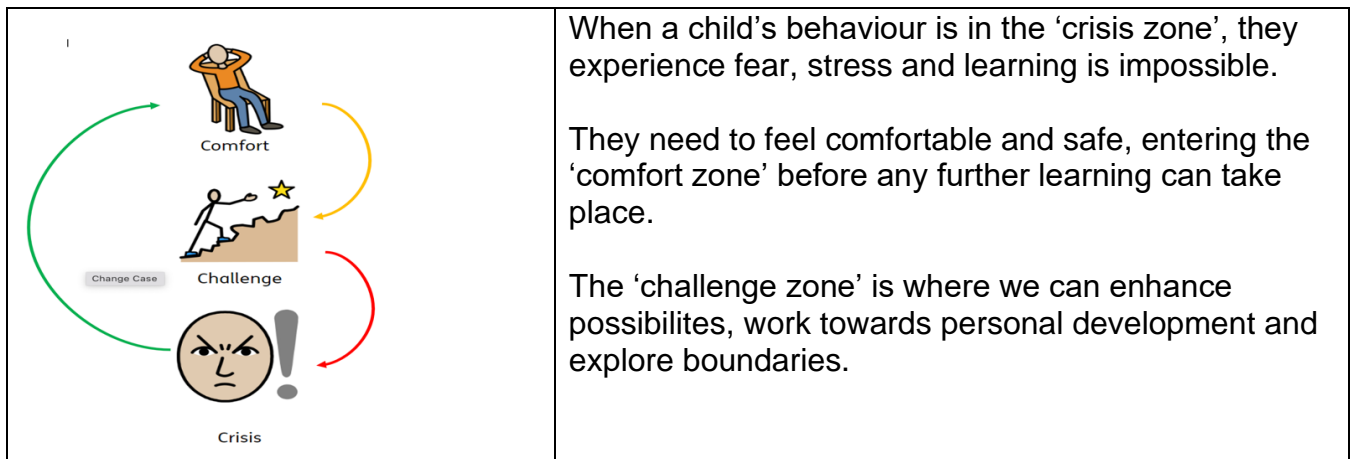 Comfort
Change Case
Challenge
Crisis
When a child’s behaviour is in the ‘crisis zone’, they
experience fear, stress and learning is impossible.
They need to feel comfortable and safe, entering the
‘comfort zone’ before any further learning can take
place.
The ‘challenge zone’ is where we can enhance
possibilites, work towards personal development and
explore boundaries.